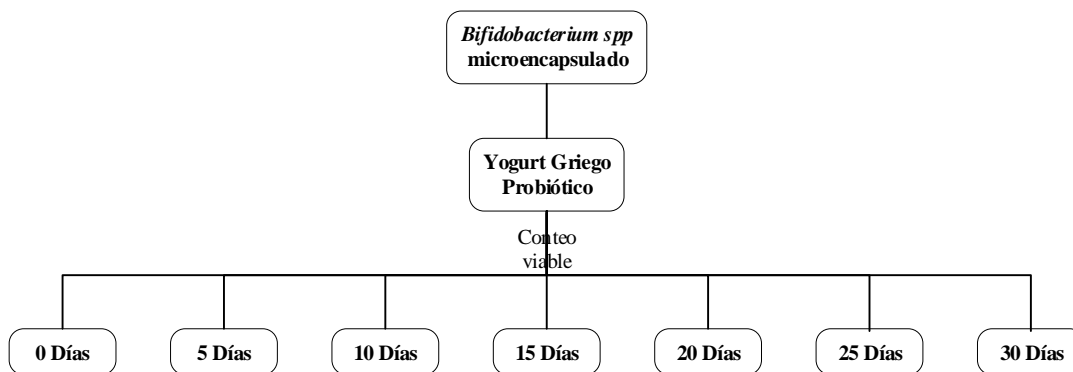 Bifidobacterium spp
microencapsulado
Yogurt Griego
Probiótico
Conteo
viable
0 Días
5 Días
10 Días
15 Días
20 Días
25 Días
30 Días